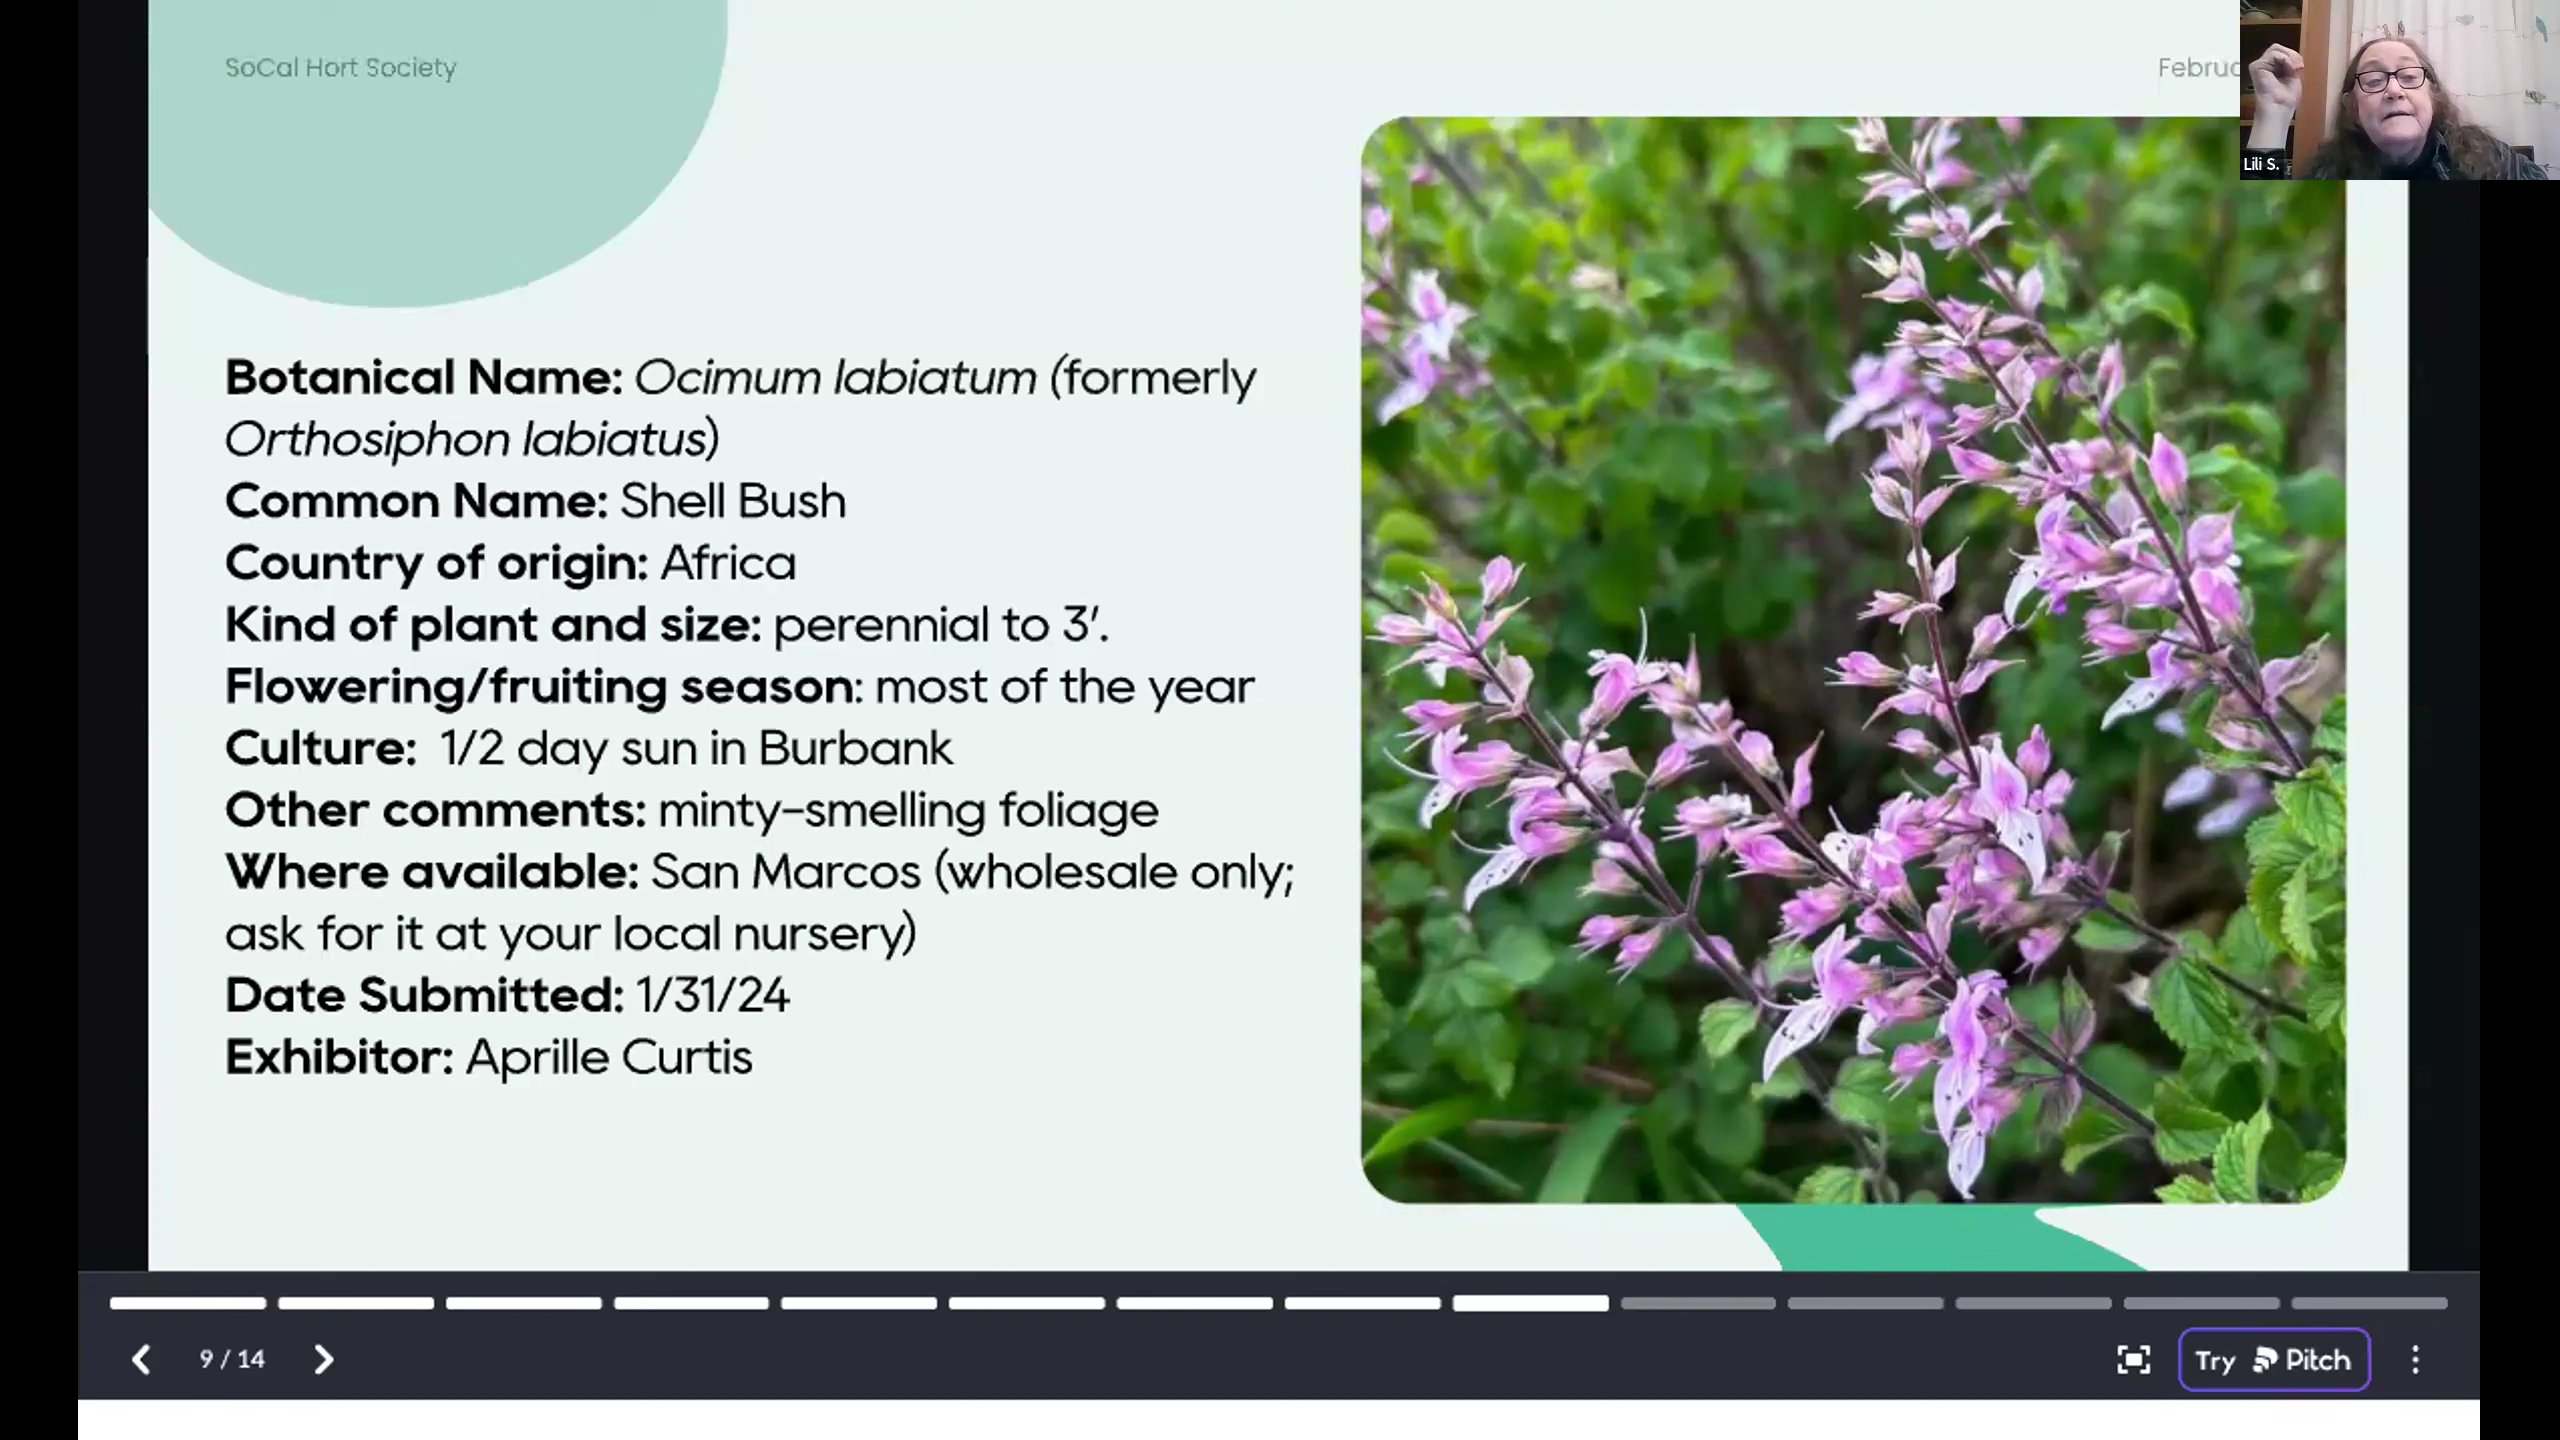 SoCal Hort Society
Lili S.
Botanical Name: Ocimum labiatum (formerly
Orthosiphon labiatus)
Common Name: Shell Bush
Country of origin: Africa
Kind of plant and size: perennial to 3'.
Flowering/fruiting season: most of the year
Culture:  1/2 day sun in Burbank
Other comments: minty-smelling foliage
Where available: San Marcos (wholesale only;
ask for it at your local nursery)
Date Submitted: 1/31/24
Exhibitor: Aprille Curtis
9 / 14
Try Pitch